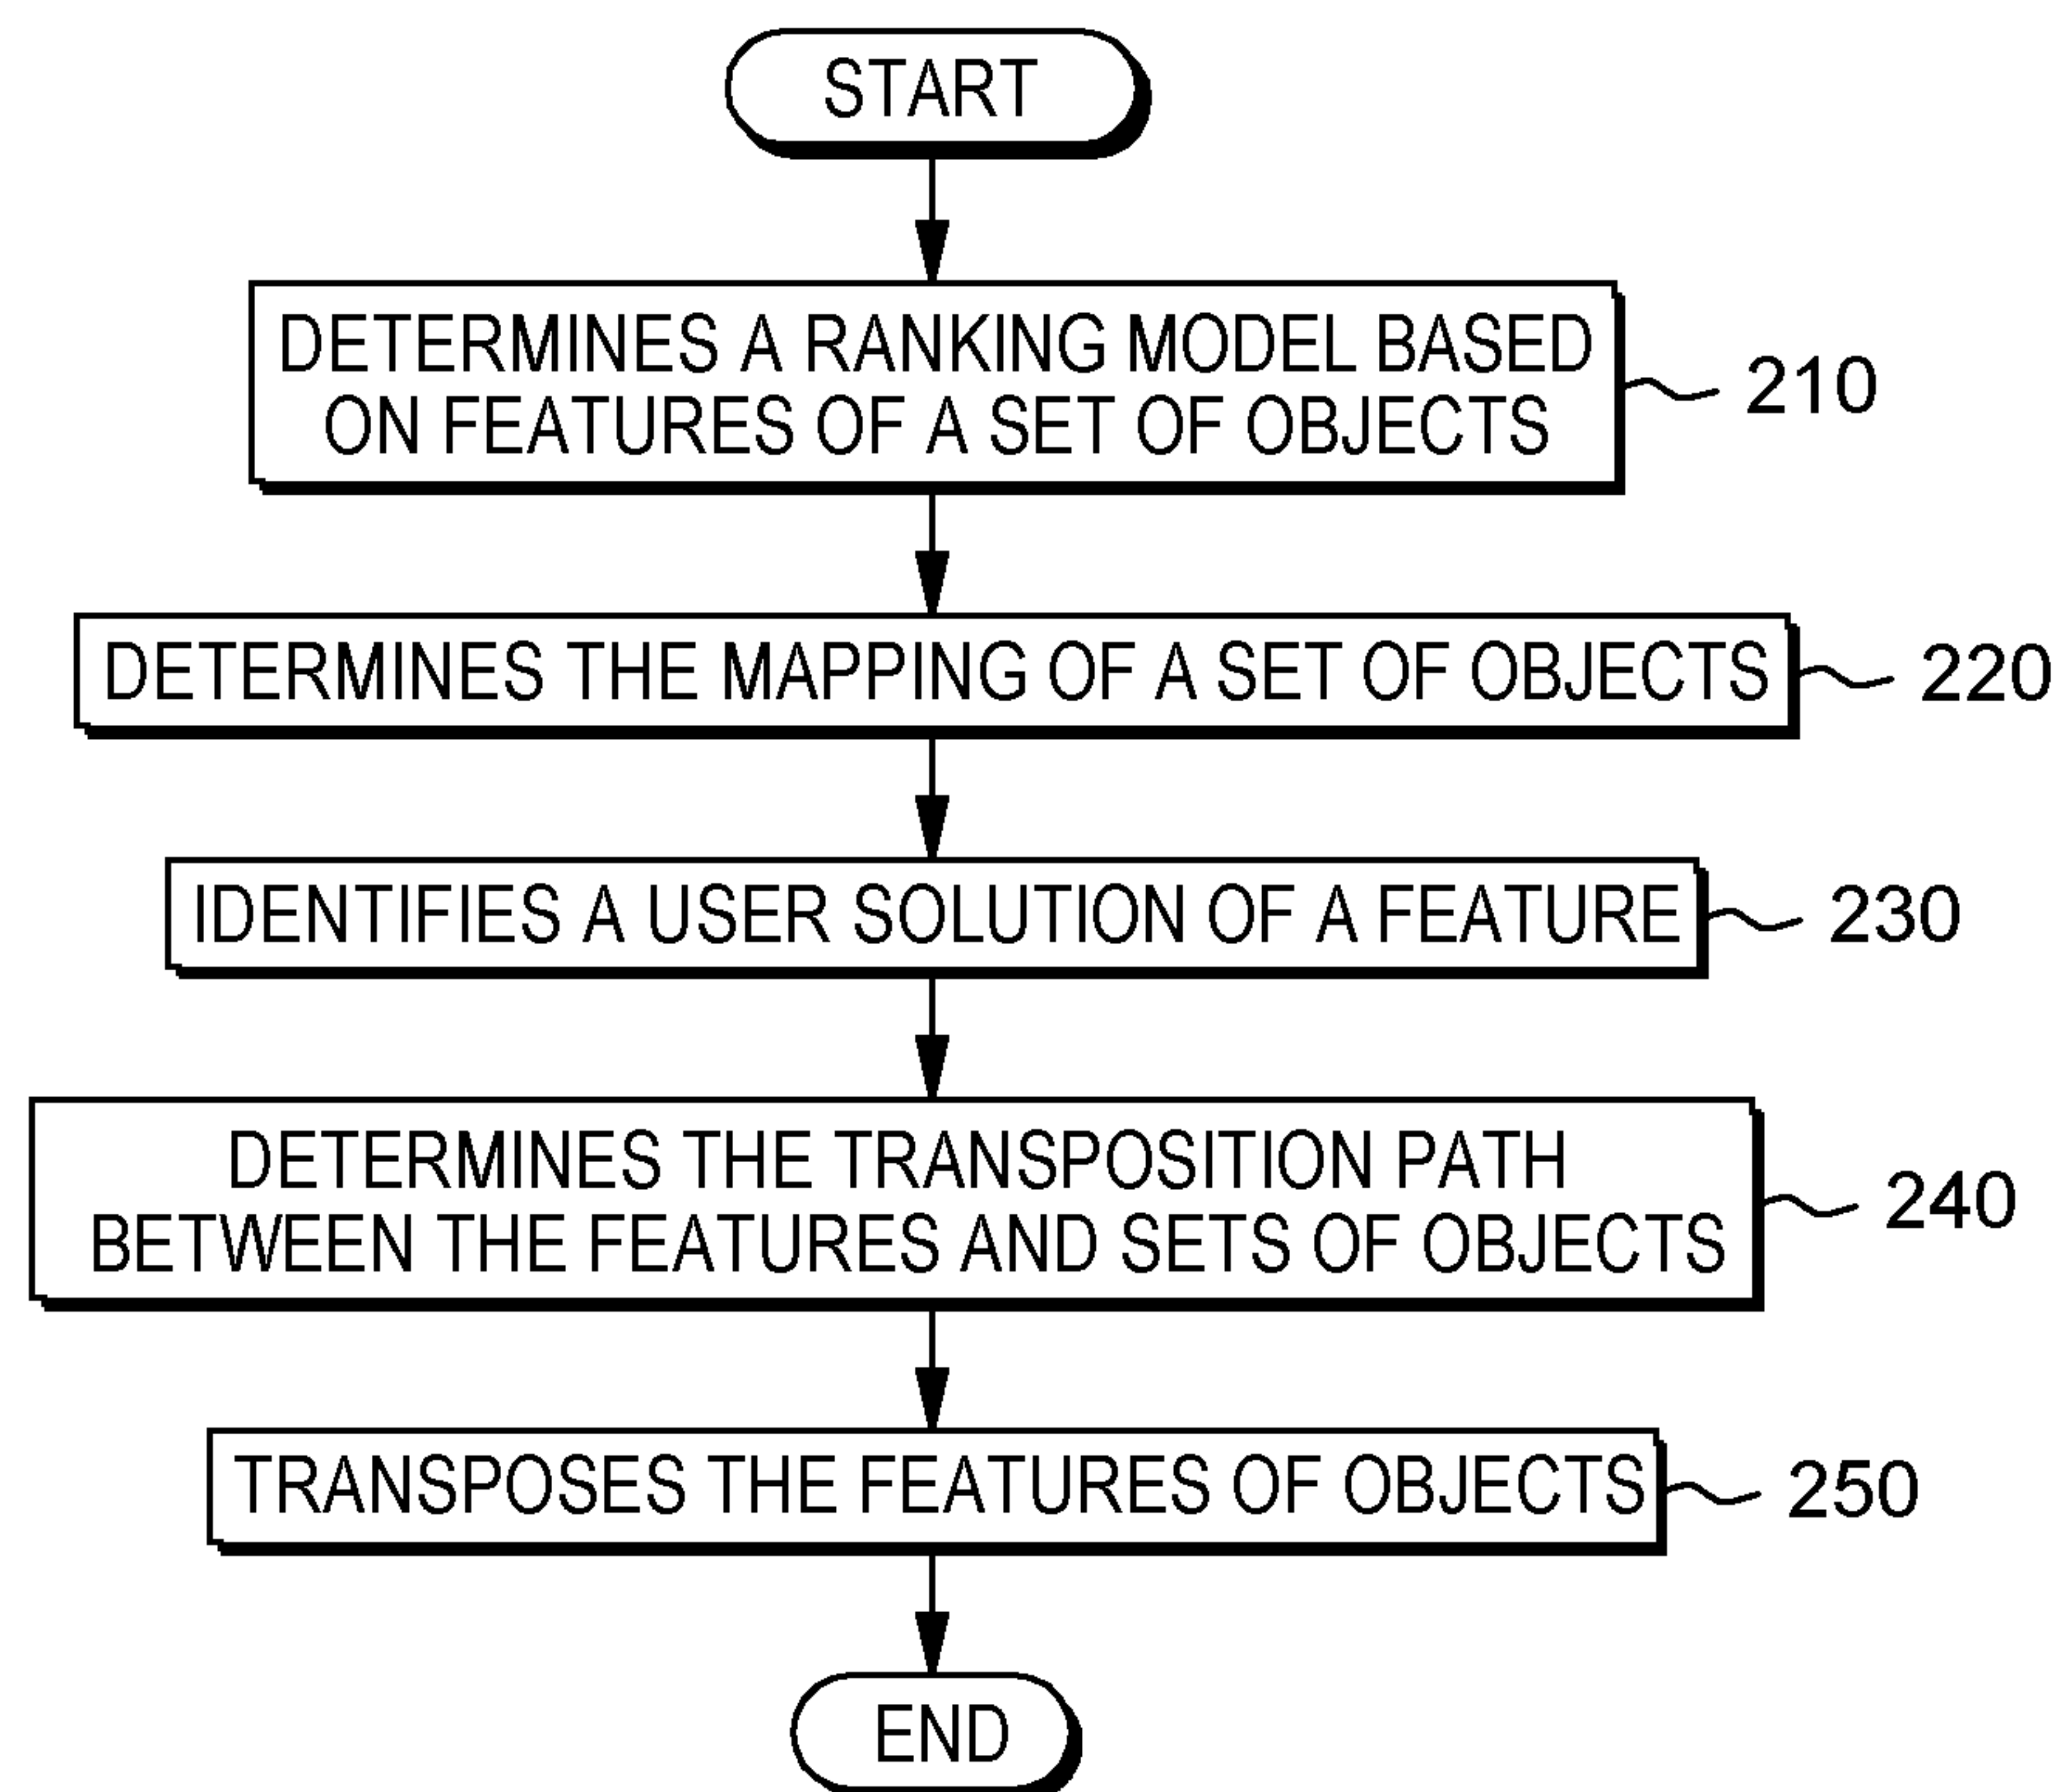 START
DETERMINES A RANKING MODEL BASED
ON FEATURES OF A SET OF OBJECTS
210
DETERMINES THE MAPPING OF A SET OF OBJECTS
220
IDENTIFIES A USER SOLUTION OF A FEATURE
230
DETERMINES THE TRANSPOSITION PATH
BETWEEN THE FEATURES AND SETS OF OBJECTS
240
TRANSPOSES THE FEATURES OF OBJECTS
250
END